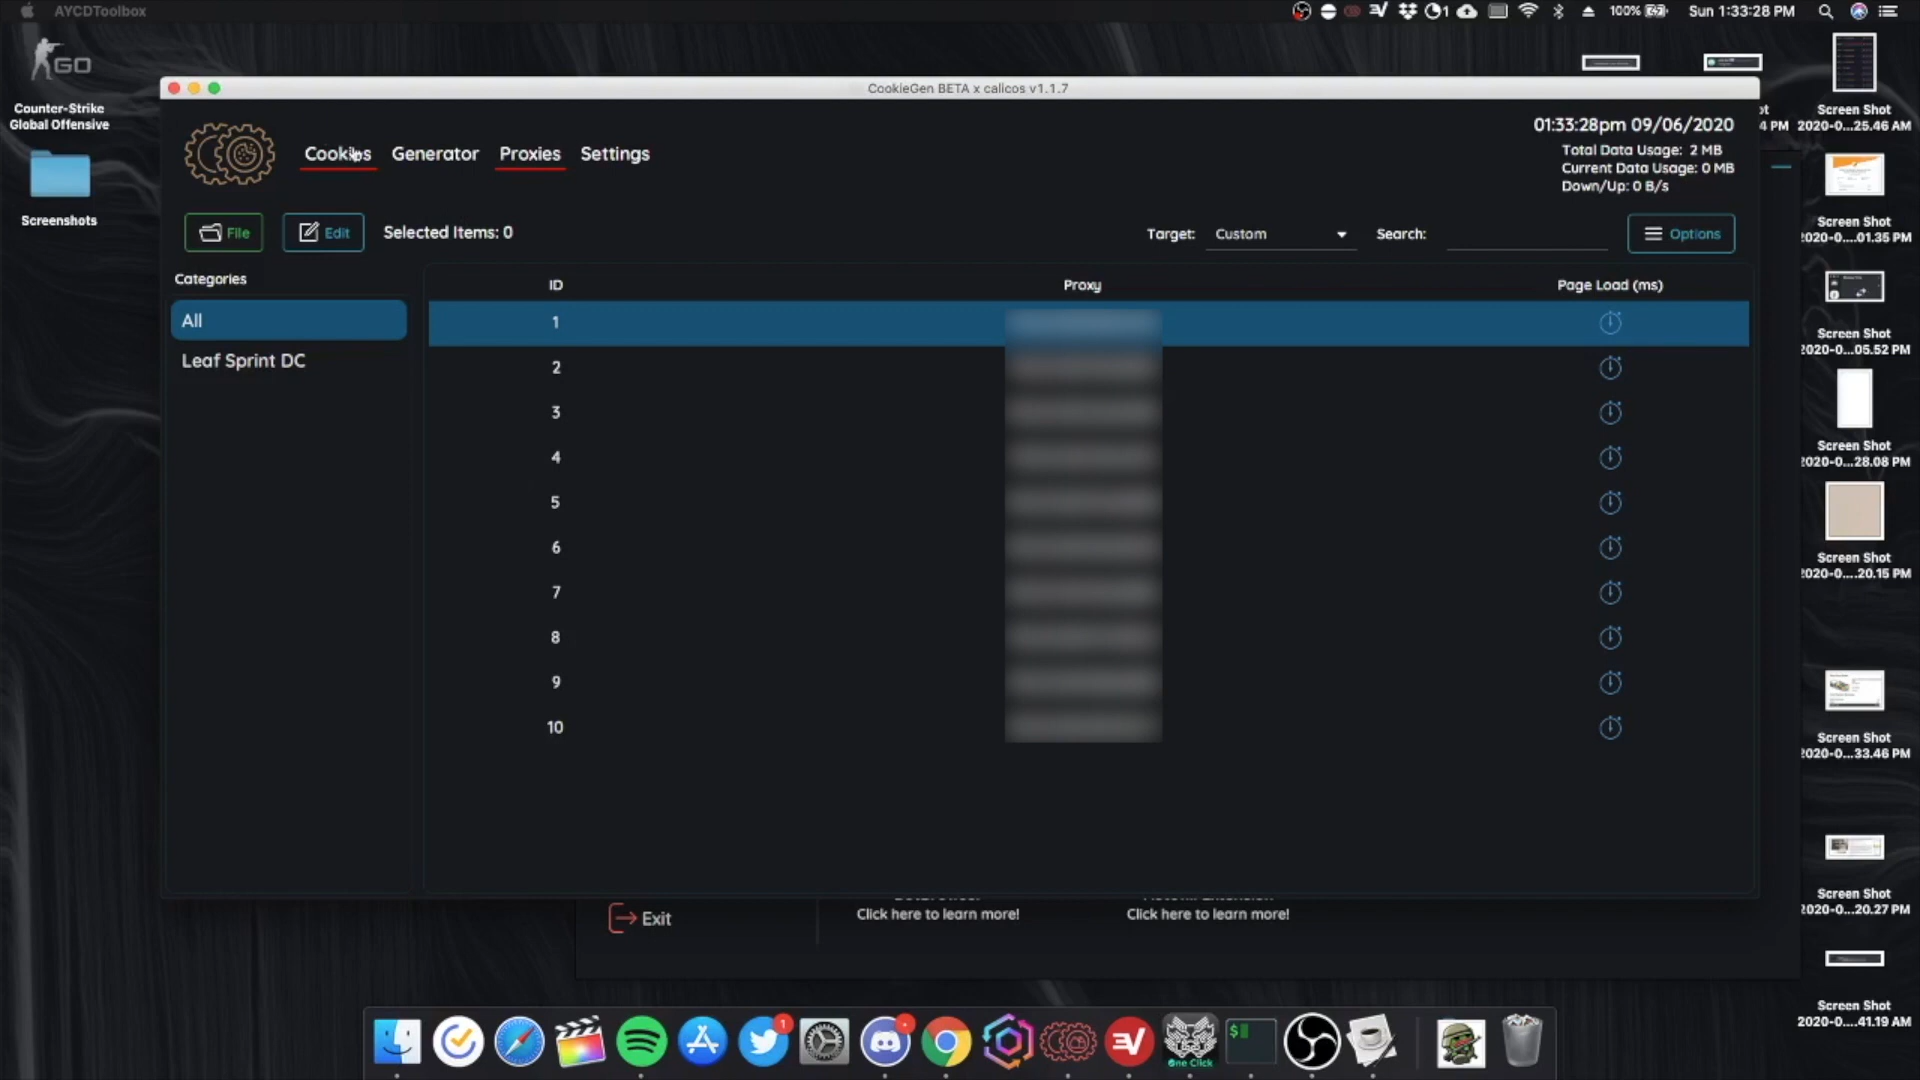 AYCDToolbox
1
100%
Sun 1:33:28 PM
GO
Counter-Strike
Global Offensive
Screenshots
CookieGen BETA x calicos v1.1.7
Cookies
Generator
Proxies
Settings
01:33:28pm 09/06/2020
Total Data Usage: 2 MB
Current Data Usage: 0 MB
Down/Up: 0 B/s
File
Edit
Selected Items: 0
Target:
Custom
Search:
Options
Categories
All
Leaf Sprint DC
ID
Proxy
Page Load (ms)
1
2
3
4
5
6
7
8
9
10
Exit
Click here to learn more!
Click here to learn more!
4 PM
Screen Shot
2020-0...25.46 AM
Screen Shot
2020-0....01.35 PM
Screen Shot
2020-0...05.52 PM
Screen Shot
2020-0...28.08 PM
Screen Shot
2020-0....20.15 PM
Screen Shot
2020-0...33.46 PM
Screen Shot
2020-0...20.27 PM
Screen Shot
2020-0....41.19 AM
1
$
One Click